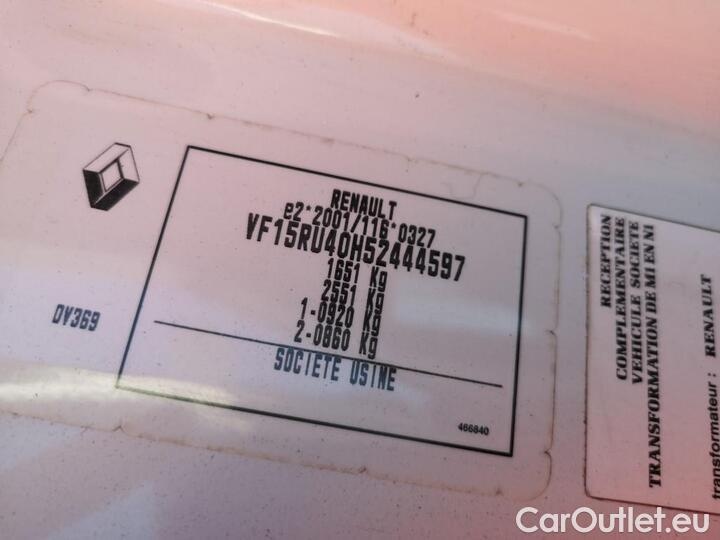 RENAULT
e2*2001/116*0327
VF15RU40H52444597
1651 Kg
2551 Kg
1-0920 Kg
2-0860 Kg
SOCIETE USINE
0V369
466840
RECEPTION
COMPLEMENTAIRE
VEHICULE SOCIETE
TRANSFORMATION DE M1 EN N1
transformateur : RENAULT
CarOutlet.eu